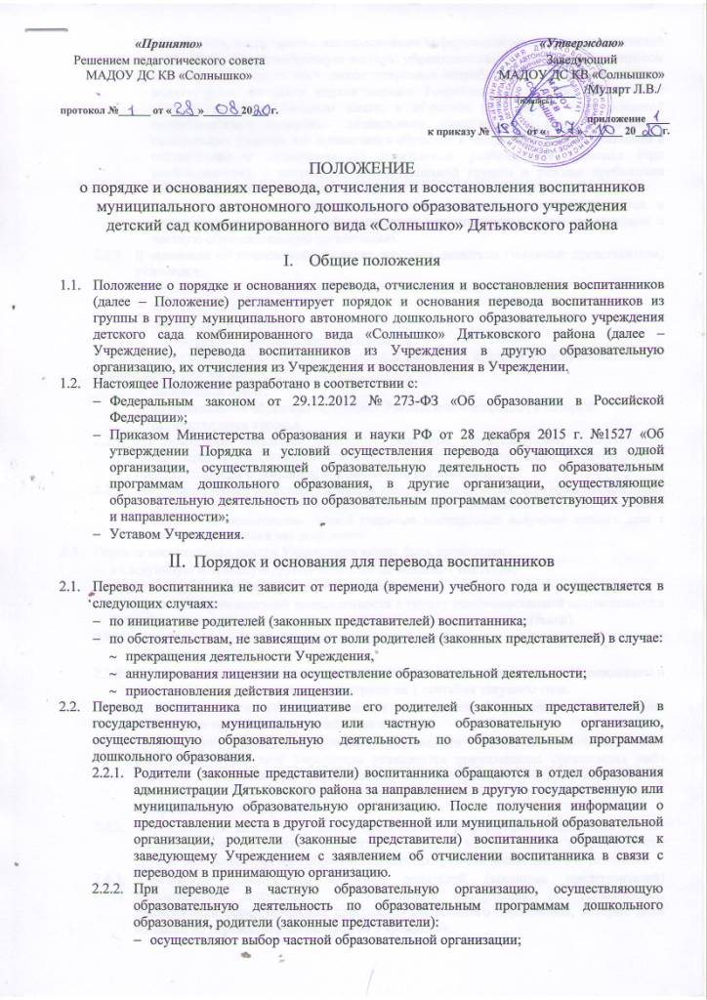 «Принято»
Решением педагогического совета
МАДОУ ДС КВ «Солнышко»
протокол № 1 от « 28 » 08 2020г.
«Утверждаю»
Заведующий
МАДОУ ДС КВ «Солнышко»
/Мулярт Л.В./
приложение 1
к приказу № от « 27 » 20 20 г.
ПОЛОЖЕНИЕ
о порядке и основаниях перевода, отчисления и восстановления воспитанников
муниципального автономного дошкольного образовательного учреждения
детский сад комбинированного вида «Солнышко» Дятьковского района
I. Общие положения
1.1. Положение о порядке и основаниях перевода, отчисления и восстановления воспитанников
(далее – Положение) регламентирует порядок и основания перевода воспитанников из
группы в группу муниципального автономного дошкольного образовательного учреждения
детского сада комбинированного вида «Солнышко» Дятьковского района (далее –
Учреждение), перевода воспитанников из Учреждения в другую образовательную
организацию, их отчисления из Учреждения и восстановления в Учреждении.
1.2. Настоящее Положение разработано в соответствии с:
– Федеральным законом от 29.12.2012 № 273-ФЗ «Об образовании в Российской
Федерации»;
– Приказом Министерства образования и науки РФ от 28 декабря 2015 г. №1527 «Об
утверждении Порядка и условий осуществления перевода обучающихся из одной
организации, осуществляющей образовательную деятельность по образовательным
программам дошкольного образования, в другие организации, осуществляющие
образовательную деятельность по образовательным программам соответствующих уровня
и направленности»;
– Уставом Учреждения.
II. Порядок и основания для перевода воспитанников
2.1. Перевод воспитанника не зависит от периода (времени) учебного года и осуществляется в
следующих случаях:
– по инициативе родителей (законных представителей) воспитанника;
– по обстоятельствам, не зависящим от воли родителей (законных представителей) в случае:
~ прекращения деятельности Учреждения,
~ аннулирования лицензии на осуществление образовательной деятельности;
~ приостановления действия лицензии.
2.2. Перевод воспитанника по инициативе его родителей (законных представителей) в
государственную, муниципальную или частную образовательную организацию,
осуществляющую образовательную деятельность по образовательным программам
дошкольного образования.
2.2.1. Родители (законные представители) воспитанника обращаются в отдел образования
администрации Дятьковского района за направлением в другую государственную или
муниципальную образовательную организацию. После получения информации о
предоставлении места в другой государственной или муниципальной образовательной
организации, родители (законные представители) воспитанника обращаются к
заведующему Учреждением с заявлением об отчислении воспитанника в связи с
переводом в принимающую организацию.
2.2.2. При переводе в частную образовательную организацию, осуществляющую
образовательную деятельность по образовательным программам дошкольного
образования, родители (законные представители):
– осуществляют выбор частной образовательной организации;